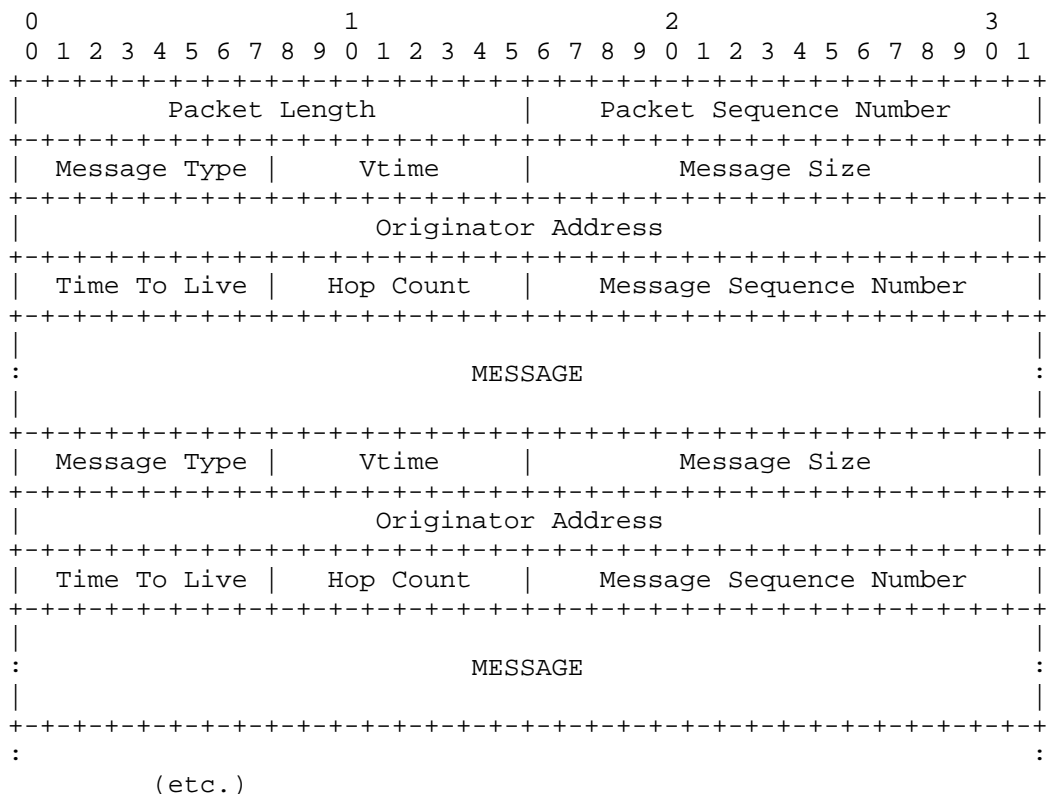 0                   1                   2                   3
 0 1 2 3 4 5 6 7 8 9 0 1 2 3 4 5 6 7 8 9 0 1 2 3 4 5 6 7 8 9 0 1
+-+-+-+-+-+-+-+-+-+-+-+-+-+-+-+-+-+-+-+-+-+-+-+-+-+-+-+-+-+-+-+-+
|         Packet Length         |    Packet Sequence Number     |
+-+-+-+-+-+-+-+-+-+-+-+-+-+-+-+-+-+-+-+-+-+-+-+-+-+-+-+-+-+-+-+-+
|  Message Type |     Vtime     |         Message Size          |
+-+-+-+-+-+-+-+-+-+-+-+-+-+-+-+-+-+-+-+-+-+-+-+-+-+-+-+-+-+-+-+-+
|                      Originator Address                       |
+-+-+-+-+-+-+-+-+-+-+-+-+-+-+-+-+-+-+-+-+-+-+-+-+-+-+-+-+-+-+-+-+
|  Time To Live |   Hop Count   |    Message Sequence Number    |
+-+-+-+-+-+-+-+-+-+-+-+-+-+-+-+-+-+-+-+-+-+-+-+-+-+-+-+-+-+-+-+-+
|                                                               |
:                            MESSAGE                            :
|                                                               |
+-+-+-+-+-+-+-+-+-+-+-+-+-+-+-+-+-+-+-+-+-+-+-+-+-+-+-+-+-+-+-+-+
|  Message Type |     Vtime     |         Message Size          |
+-+-+-+-+-+-+-+-+-+-+-+-+-+-+-+-+-+-+-+-+-+-+-+-+-+-+-+-+-+-+-+-+
|                      Originator Address                       |
+-+-+-+-+-+-+-+-+-+-+-+-+-+-+-+-+-+-+-+-+-+-+-+-+-+-+-+-+-+-+-+-+
|  Time To Live |   Hop Count   |    Message Sequence Number    |
+-+-+-+-+-+-+-+-+-+-+-+-+-+-+-+-+-+-+-+-+-+-+-+-+-+-+-+-+-+-+-+-+
|                                                               |
:                            MESSAGE                            :
|                                                               |
+-+-+-+-+-+-+-+-+-+-+-+-+-+-+-+-+-+-+-+-+-+-+-+-+-+-+-+-+-+-+-+-+
:                                                               :
         (etc.)